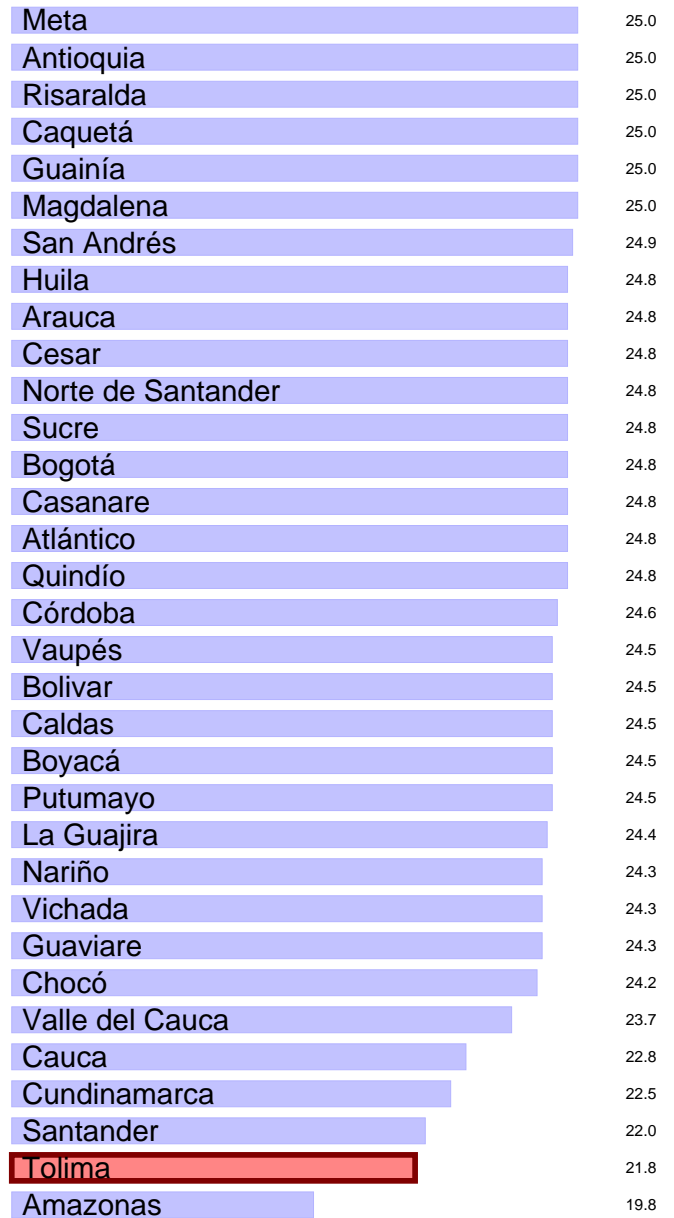 Meta 25.0
Antioquia 25.0
Risaralda 25.0
Caquetá 25.0
Guainía 25.0
Magdalena 25.0
San Andrés 24.9
Huila 24.8
Arauca 24.8
Cesar 24.8
Norte de Santander 24.8
Sucre 24.8
Bogotá 24.8
Casanare 24.8
Atlántico 24.8
Quindío 24.8
Córdoba 24.6
Vaupés 24.5
Bolivar 24.5
Caldas 24.5
Boyacá 24.5
Putumayo 24.5
La Guajira 24.4
Nariño 24.3
Vichada 24.3
Guaviare 24.3
Chocó 24.2
Valle del Cauca 23.7
Cauca 22.8
Cundinamarca 22.5
Santander 22.0
Tolima 21.8
Amazonas 19.8